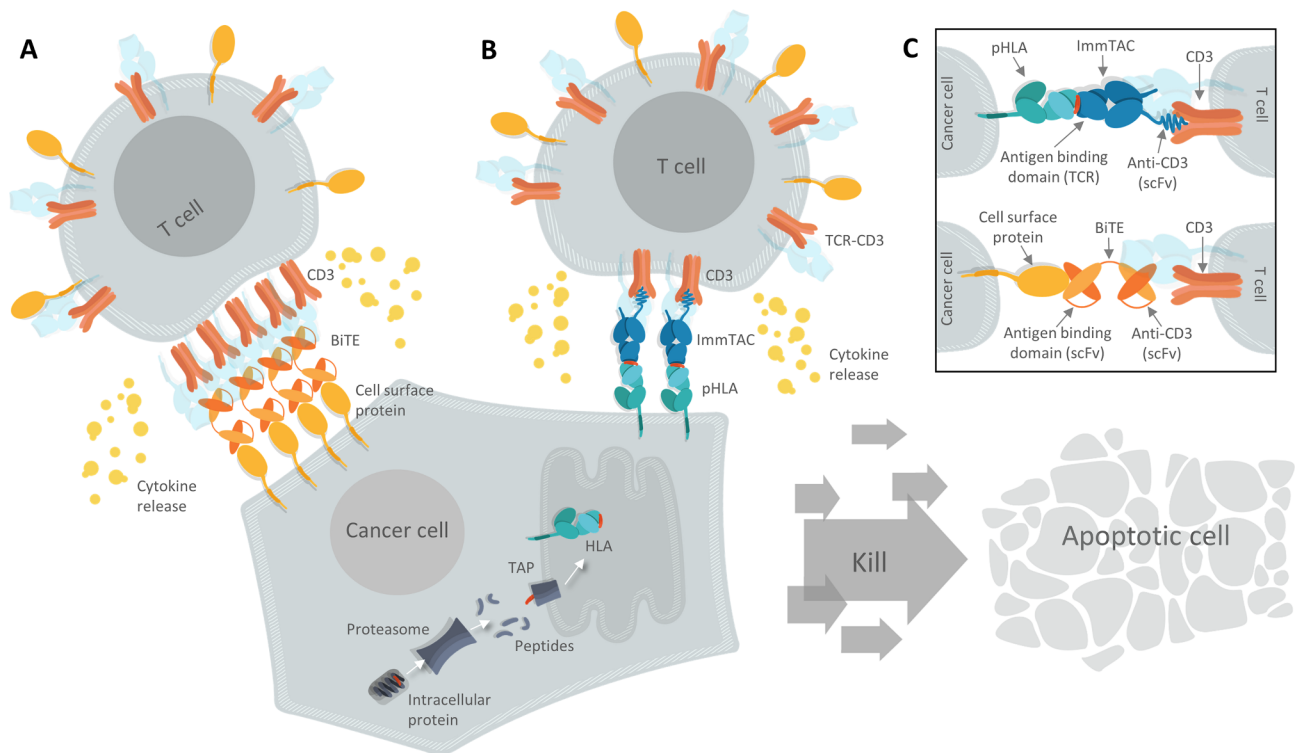 A
T cell
CD3
BiTE
Cell surface
protein
Cytokine
release
B
T cell
TCR-CD3
CD3
ImmTAC
pHLA
Cytokine
release
Cancer cell
HLA
TAP
Proteasome
Peptides
Intracellular
protein
Kill
Apoptotic cell
C
pHLA
ImmTAC
CD3
Cancer cell
T cell
Antigen binding
domain (TCR)
Anti-CD3
(scFv)
Cell surface
protein
BiTE
CD3
Cancer cell
T cell
Antigen binding
domain (scFv)
Anti-CD3
(scFv)